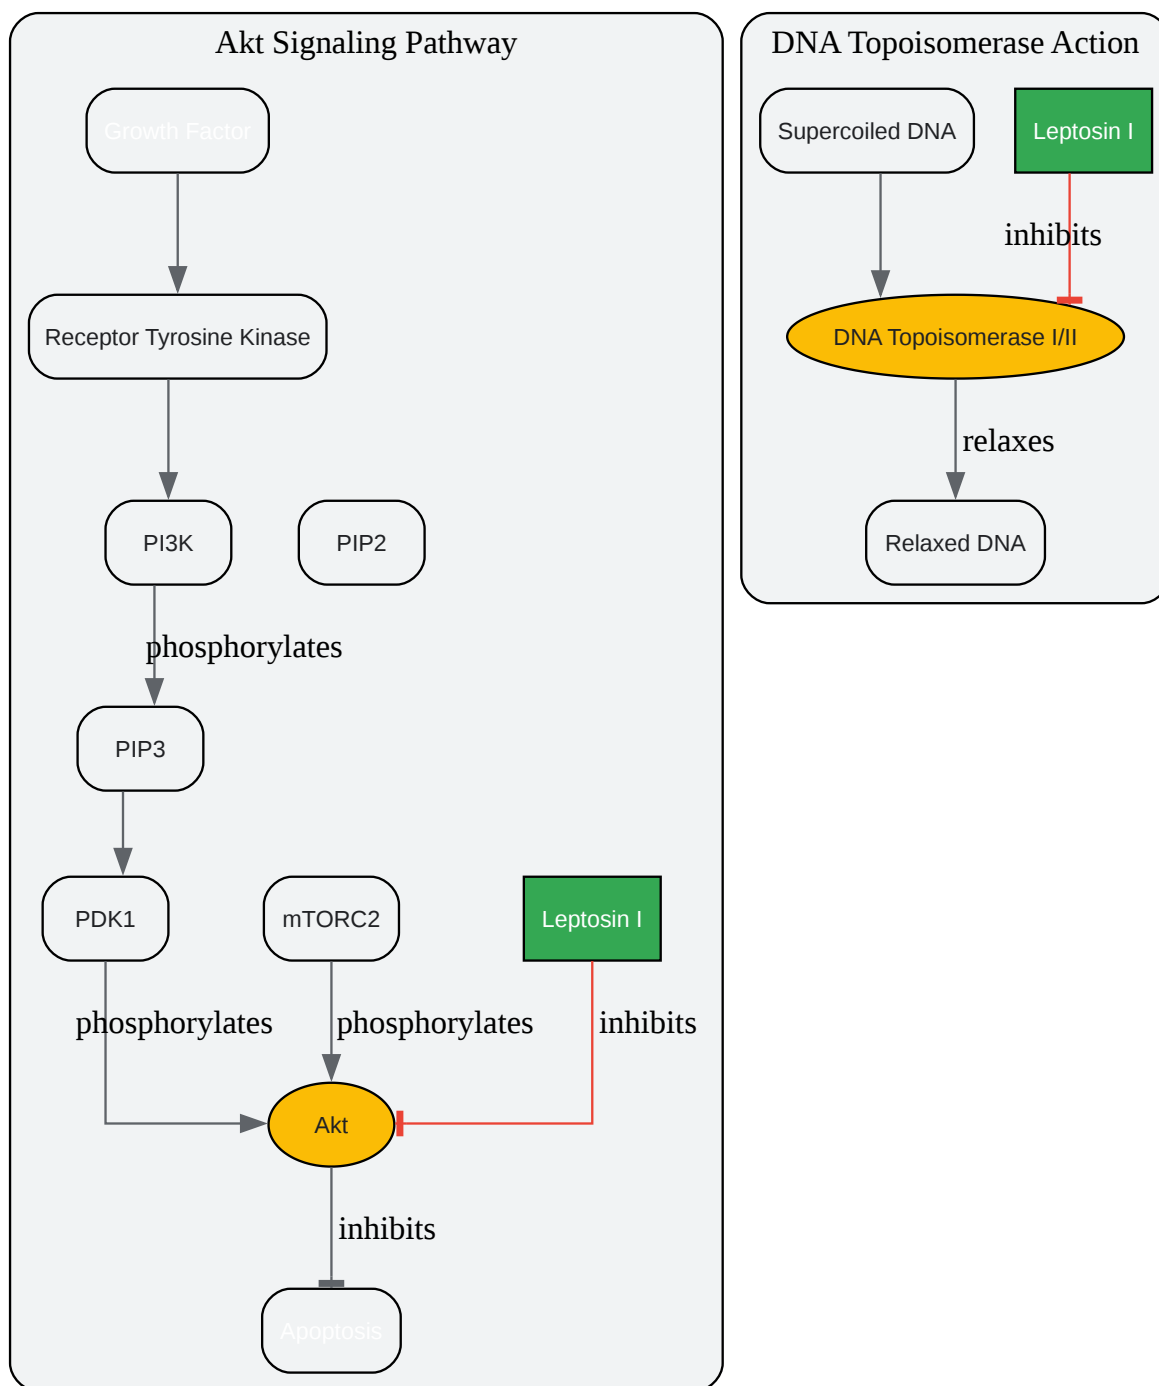 Akt Signaling Pathway
Growth Factor
Receptor Tyrosine Kinase
PI3K
PIP2
phosphorylates
PIP3
PDK1
mTORC2
Leptosin I
phosphorylates
phosphorylates
inhibits
Akt
inhibits
Apoptosis
DNA Topoisomerase Action
Supercoiled DNA
Leptosin I
inhibits
DNA Topoisomerase I/II
relaxes
Relaxed DNA